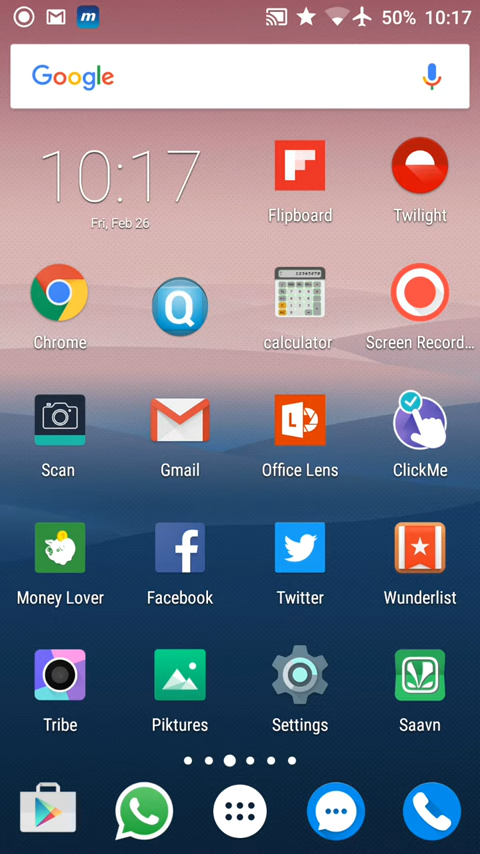 m
50% 10:17
Google
10:17
Fri, Feb 26
Flipboard
Twilight
Q
12345678
Chrome
calculator
Screen Record...
Scan
Gmail
Office Lens
ClickMe
Money Lover
Facebook
Twitter
Wunderlist
Tribe
Piktures
Settings
Saavn